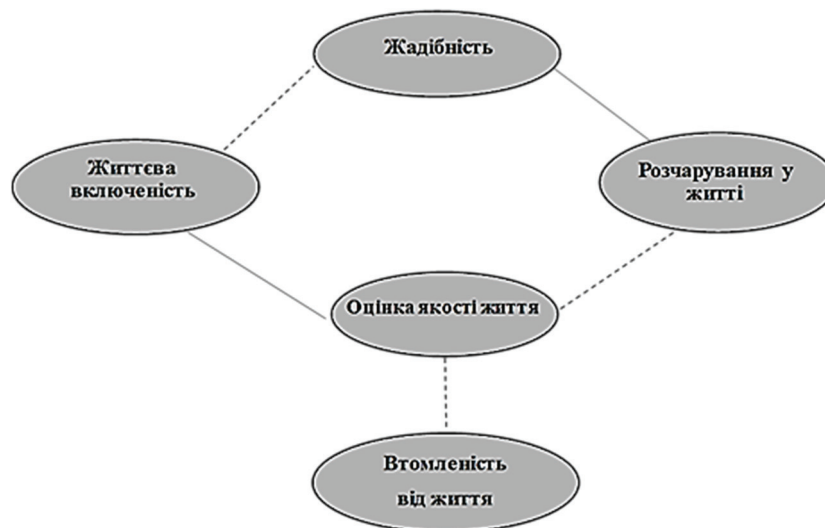 Жадібність
Життєва
включеність
Розчарування у
житті
Оцінка якості життя
Втомленість
від життя